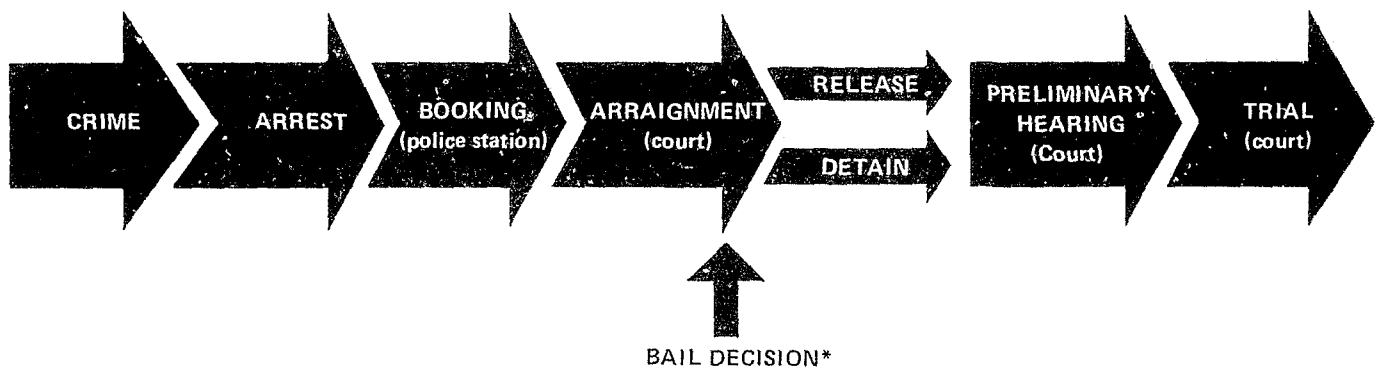 CRIME
ARREST
BOOKING
(police station)
ARRAIGNMENT
(court)
RELEASE
DETAIN
PRELIMINARY
HEARING
(Court)
TRIAL
(court)
BAIL DECISION*